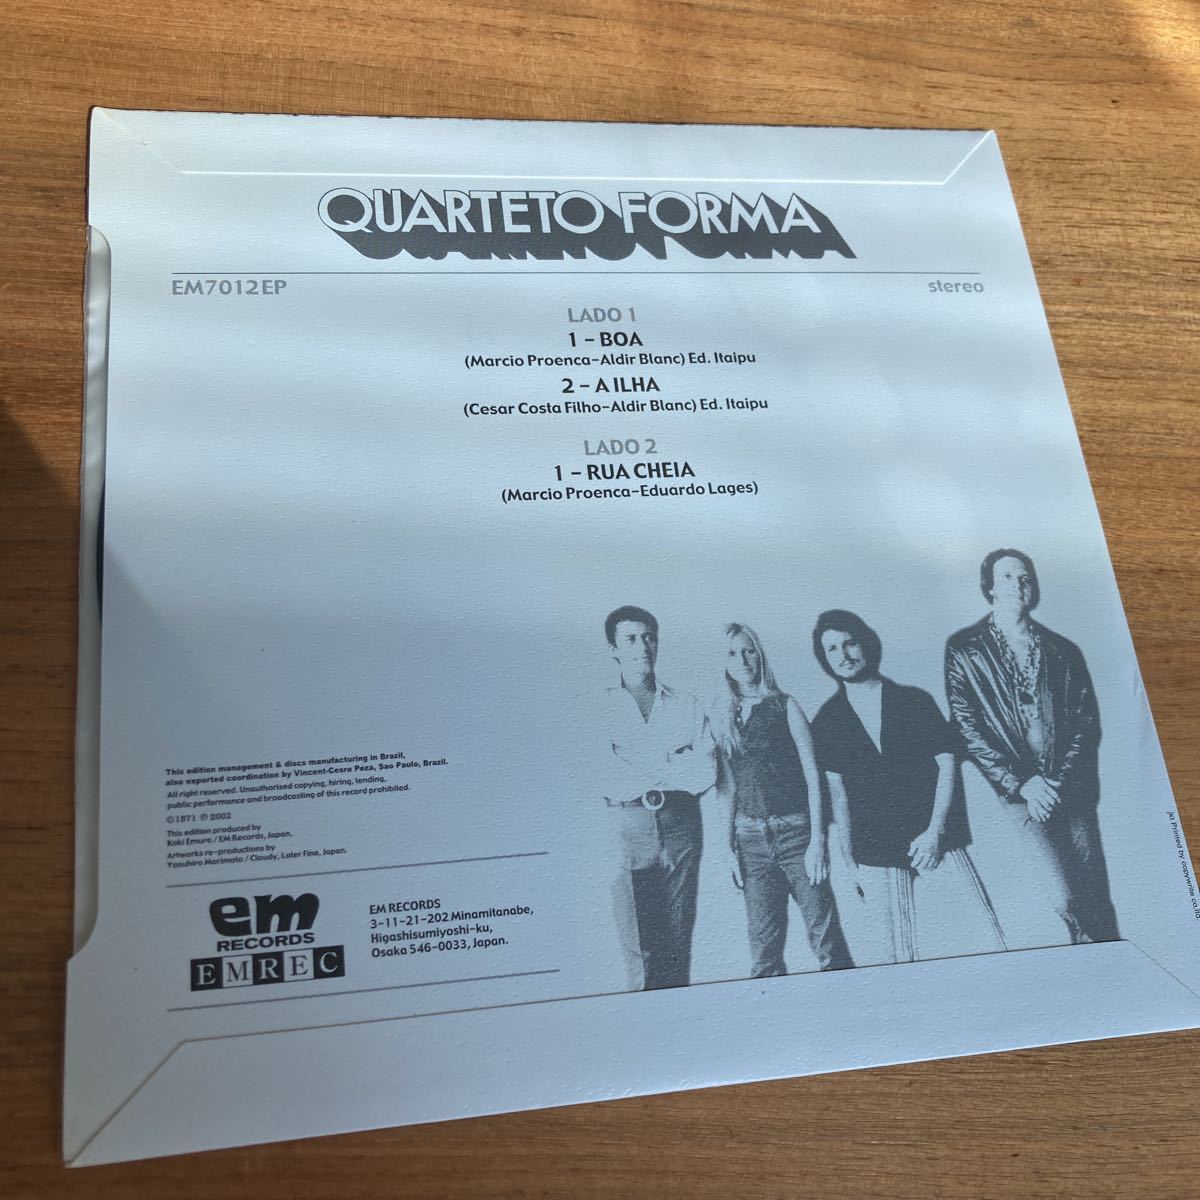 QUARTETO FORMA
EM7012EP
stereo
LADO 1
1 - BOA
(Marcio Proenca-Aldir Blanc) Ed. Itaipu
2 - A ILHA
(Cesar Costa Filho-Aldir Blanc) Ed. Itaipu
LADO 2
1 - RUA CHEIA
(Marcio Proenca-Eduardo Lages)
This edition management & discs manufacturing in Brazil,
also exported coordination by Vincent-Cesra Peza, Sao Paulo, Brazil.
All right reserved. Unauthorised copying, hiring, lending,
public performance and broadcasting of this record prohibited.
©1971 ℗ 2002
This edition produced by
Koki Emura / EM Records, Japan.
Artworks re-productions by
Yasuhiro Morimoto / Cloudy, Later Fine, Japan.
em
RECORDS
EMREC
EM RECORDS
3-11-21-202 Minamitanabe,
Higashisumiyoshi-ku,
Osaka 546-0033, Japan.
Printed by copywrite co,ltd